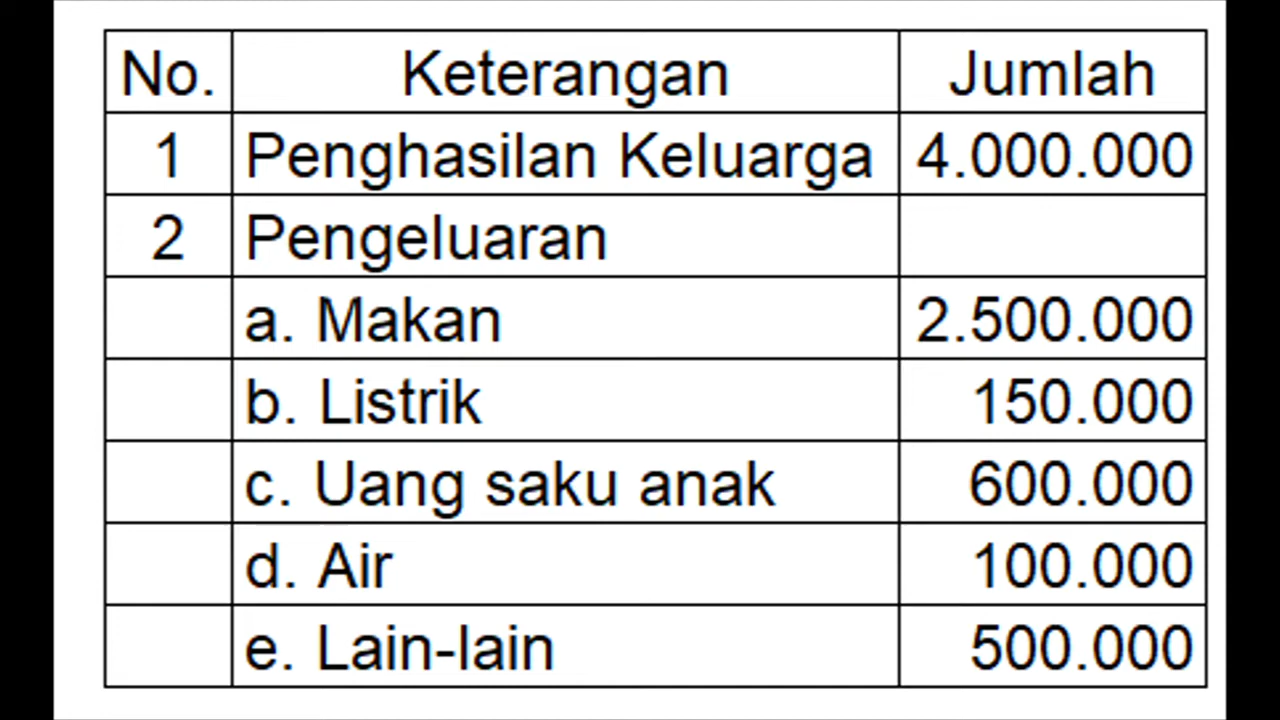 No. Keterangan Jumlah
1 Penghasilan Keluarga 4.000.000
2 Pengeluaran
a. Makan 2.500.000
b. Listrik 150.000
c. Uang saku anak 600.000
d. Air 100.000
e. Lain-lain 500.000